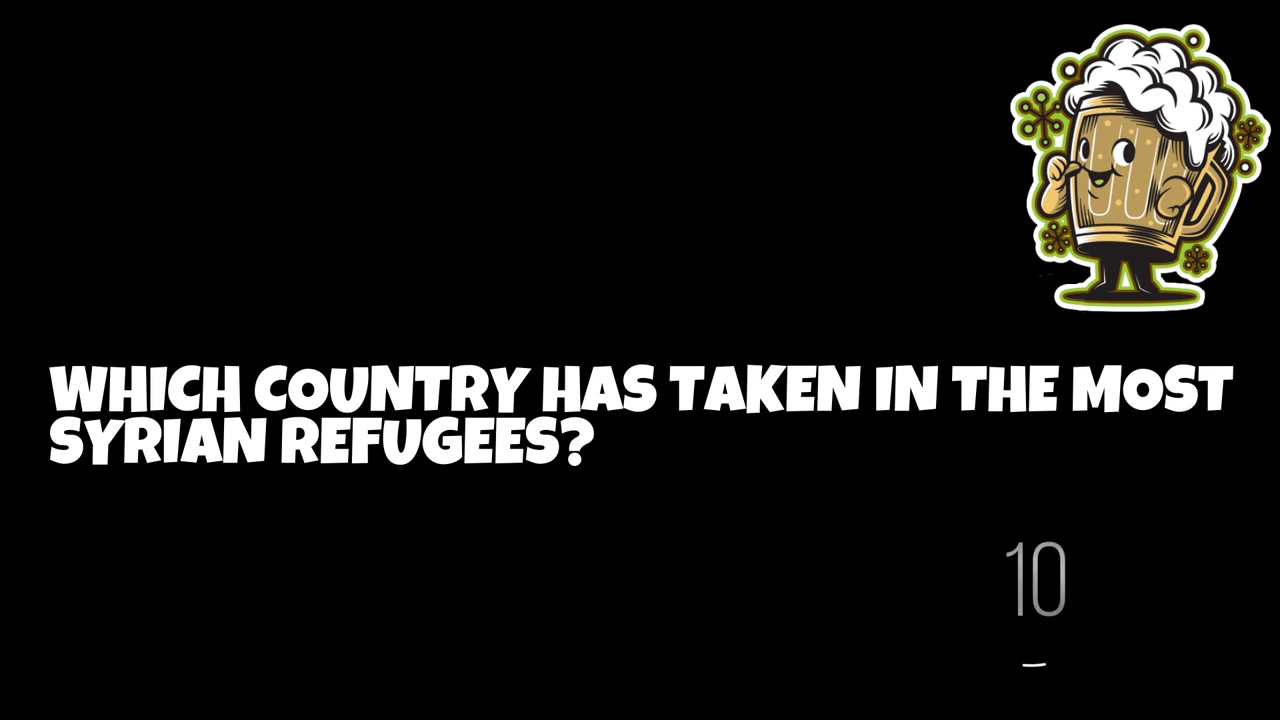 WHICH COUNTRY HAS TAKEN IN THE MOST
SYRIAN REFUGEES?
10